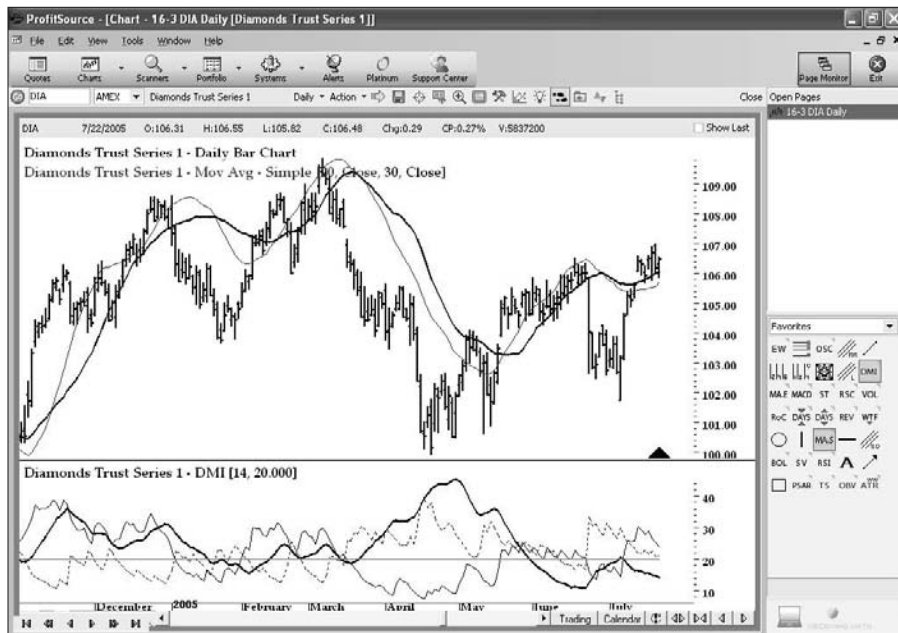 ProfitSource - [Chart - 16-3 DIA Daily [Diamonds Trust Series 1]]
File Edit View Tools Window Help
Quotes Charts Scanners Portfolio Systems Alerts Platinum Support Center Page Monitor Exit
DIA AMEX Diamonds Trust Series 1 Daily Action Close Open Pages
16-3 DIA Daily
DIA 7/22/2005 O:106.31 H:106.55 L:105.82 C:106.48 Chg:0.29 CP:0.27% V:5837200 Show Last
Diamonds Trust Series 1 - Daily Bar Chart
Diamonds Trust Series 1 - Mov Avg - Simple Close, 30, Close]
109.00
108.00
107.00
106.00
105.00
104.00
103.00
102.00
101.00
100.00
Diamonds Trust Series 1 - DMI [14, 20.000]
40
30
20
10
December 2005 February March April May June July
Trading Calendar
Favorites
EW OSC
DMI
MA.E MACD ST RSC VOL
RoC DAYS DAYS REV WTF
MA.S
BOL SV RSI
PSAR TS OBV ATR